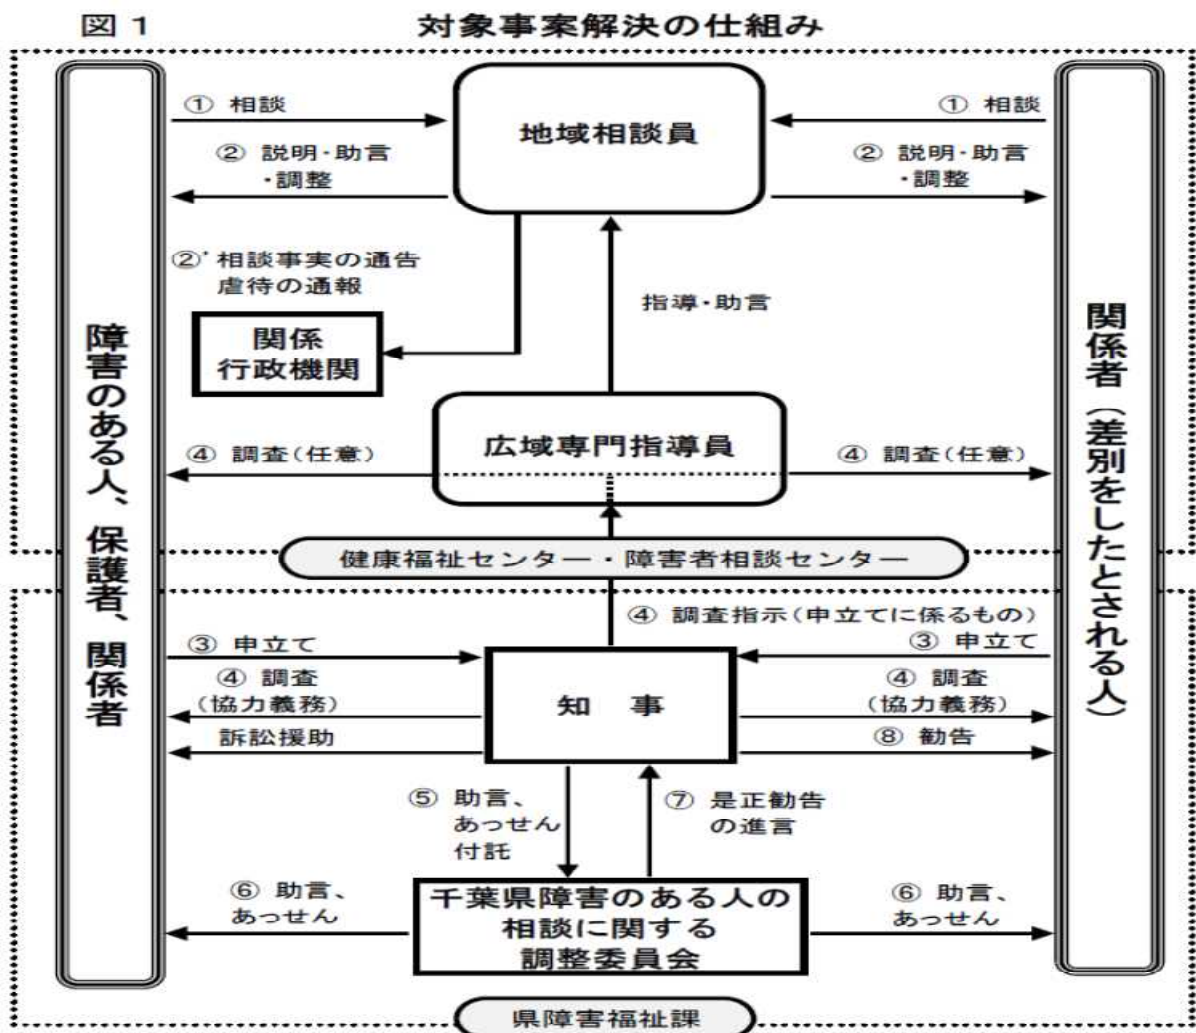 図1 対象事案解決の仕組み
① 相談
② 説明・助言
・調整
地域相談員
① 相談
② 説明・助言
・調整
②' 相談事実の通告
虐待の通報
関係
行政機関
指導・助言
広域専門指導員
④ 調査(任意)
④ 調査(任意)
障害のある人、保護者、関係者
関係者(差別をしたとされる人)
健康福祉センター・障害者相談センター
④ 調査指示(申立てに係るもの)
③ 申立て
③ 申立て
④ 調査
(協力義務)
訴訟援助
知 事
④ 調査
(協力義務)
⑧ 勧告
⑤ 助言、
あっせん
付託
⑦ 是正勧告
の進言
⑥ 助言、
あっせん
千葉県障害のある人の
相談に関する
調整委員会
⑥ 助言、
あっせん
県障害福祉課